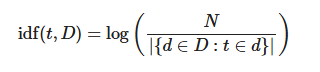 idf(t, D) = log ( N / |{d ∈ D : t ∈ d}| )